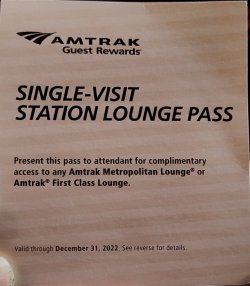 AMTRAK
Guest Rewards
SINGLE-VISIT
STATION LOUNGE PASS
Present this pass to attendant for complimentary
access to any Amtrak Metropolitan Lounge® or
Amtrak® First Class Lounge.
Valid through December 31, 2022. See reverse for details.